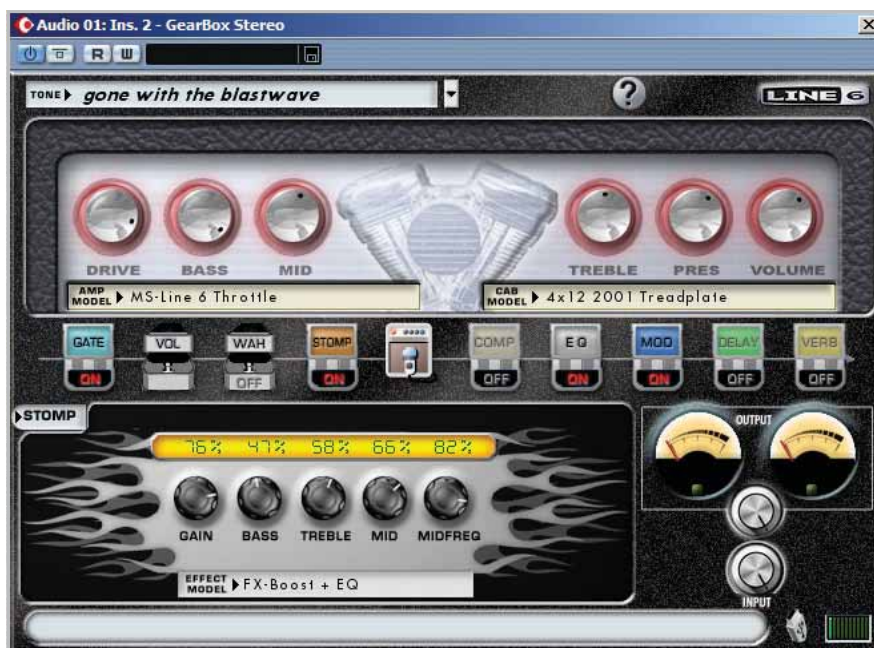 Audio 01: Ins. 2 - GearBox Stereo
R W
TONE gone with the blastwave ? LINE 6
DRIVE BASS MID TREBLE PRES VOLUME
AMP MODEL MS-Line 6 Throttle CAB MODEL 4x12 2001 Treadplate
GATE VOL WAH STOMP COMP EQ MOD DELAY VERB
ON OFF ON OFF ON ON OFF OFF
STOMP
OUTPUT
76% 47% 58% 66% 82%
GAIN BASS TREBLE MID MIDFREQ
EFFECT MODEL FX-Boost + EQ
INPUT